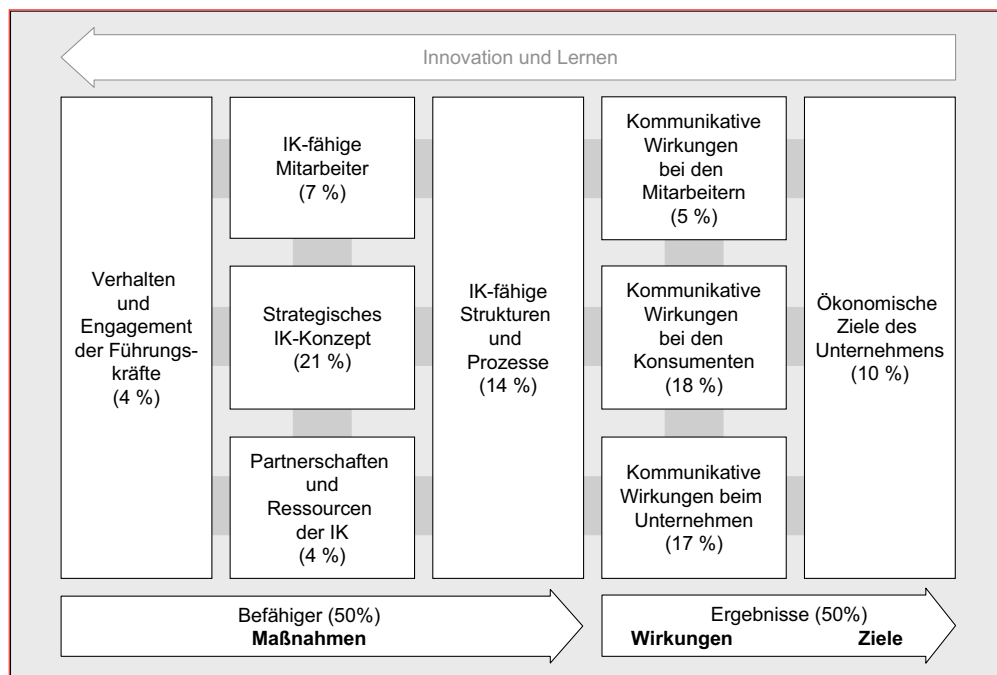 Innovation und Lernen
Verhalten
und
Engagement
der Führungs-
kräfte
(4 %)
IK-fähige
Mitarbeiter
(7 %)
Strategisches
IK-Konzept
(21 %)
Partnerschaften
und
Ressourcen
der IK
(4 %)
IK-fähige
Strukturen
und
Prozesse
(14 %)
Kommunikative
Wirkungen
bei den
Mitarbeitern
(5 %)
Kommunikative
Wirkungen
bei den
Konsumenten
(18 %)
Kommunikative
Wirkungen beim
Unternehmen
(17 %)
Ökonomische
Ziele des
Unternehmens
(10 %)
Befähiger (50%)
Maßnahmen
Ergebnisse (50%)
Wirkungen Ziele